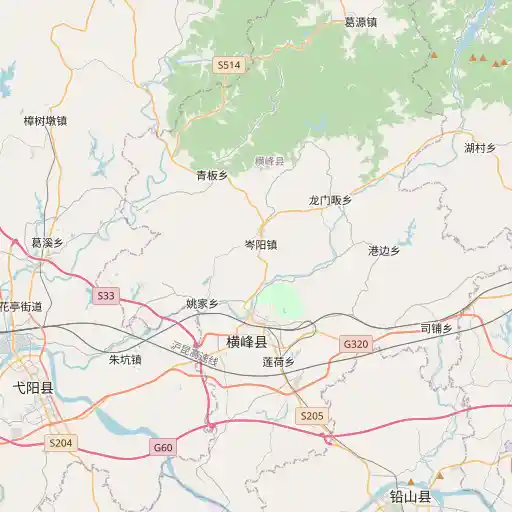 葛源镇
S514
樟树墩镇
湖村乡
横峰县
青板乡
龙门畈乡
岑阳镇
葛溪乡
港边乡
S33
姚家乡
花亭街道
司铺乡
横峰县
G320
沪昆高速线
朱坑镇
莲荷乡
弋阳县
S205
S204
G60
铅山县